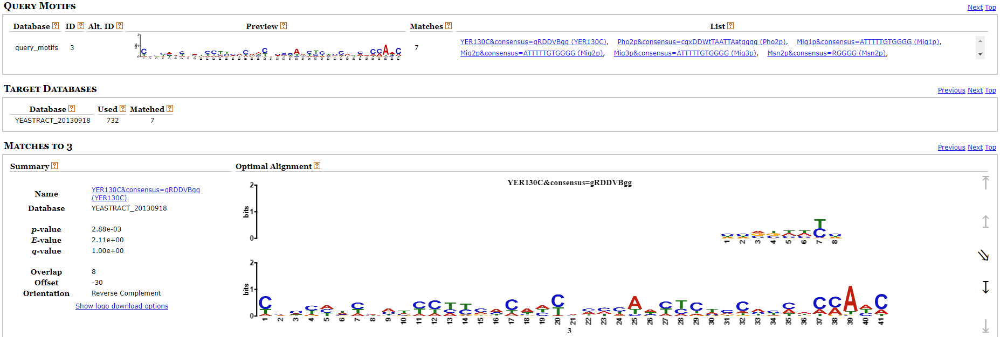 QUERY MOTIFS
Next Top
Database ? ID ? Alt. ID ? Preview ? Matches ? List ?
query_motifs 3 7 YER130C&consensus=gRDDVBgg (YER130C), Pho2p&consensus=cgxDDWtTAATTAatgggg (Pho2p), Mig1p&consensus=ATTTTTGTGGGG (Mig1p),
Mig2p&consensus=ATTTTTGTGGGG (Mig2p), Mig3p&consensus=ATTTTTGTGGGG (Mig3p), Msn2p&consensus=RGGGG (Msn2p),
TARGET DATABASES
Previous Next Top
Database ? Used ? Matched ?
YEASTRACT_20130918 732 7
MATCHES TO 3
Previous Next Top
Summary ? Optimal Alignment ?
Name YER130C&consensus=gRDDVBgg
(YER130C)
Database YEASTRACT_20130918
p-value 2.88e-03
E-value 2.11e+00
q-value 1.00e+00
Overlap 8
Offset -30
Orientation Reverse Complement
Show logo download options
YER130C&consensus=gRDDVBgg
2
1
0
bits
1 2 3 4 5 6 7 8
2
1
0
bits
1 2 3 4 5 6 7 8 9 10 11 12 13 14 15 16 17 18 19 20 21 22 23 24 25 26 27 28 29 30 31 32 33 34 35 36 37 38 39 40 41
3